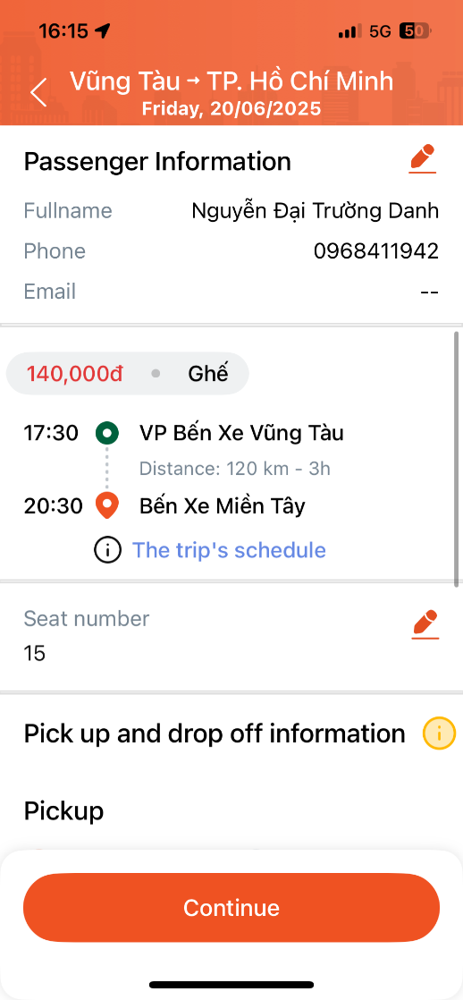 16:15
5G
50
Vũng Tàu → TP. Hồ Chí Minh
Friday, 20/06/2025
Passenger Information
Fullname Nguyễn Đại Trường Danh
Phone 0968411942
Email --
140,000đ • Ghế
17:30 VP Bến Xe Vũng Tàu
Distance: 120 km - 3h
20:30 Bến Xe Miền Tây
The trip's schedule
Seat number
15
Pick up and drop off information
Pickup
Continue